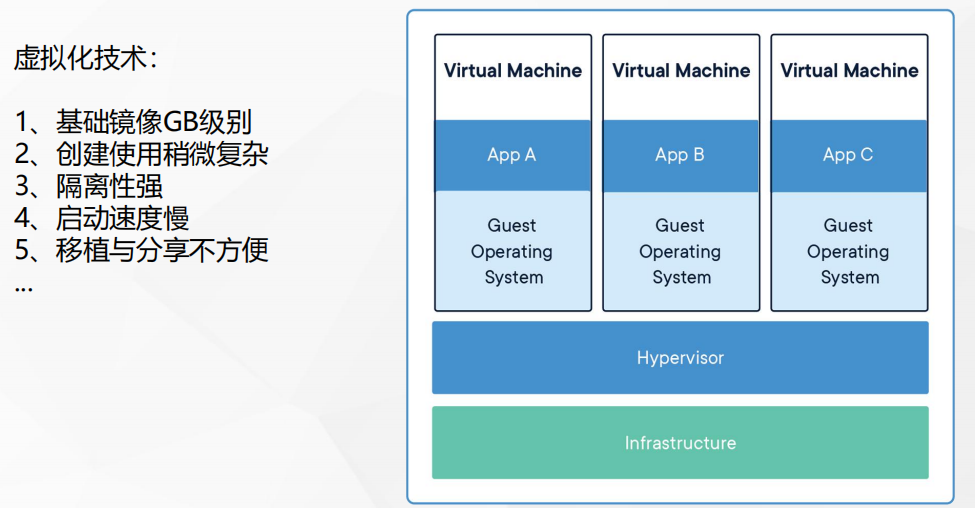 虚拟化技术：
1、基础镜像GB级别
2、创建使用稍微复杂
3、隔离性强
4、启动速度慢
5、移植与分享不方便
...
Virtual Machine
App A
Guest
Operating
System
Virtual Machine
App B
Guest
Operating
System
Virtual Machine
App C
Guest
Operating
System
Hypervisor
Infrastructure